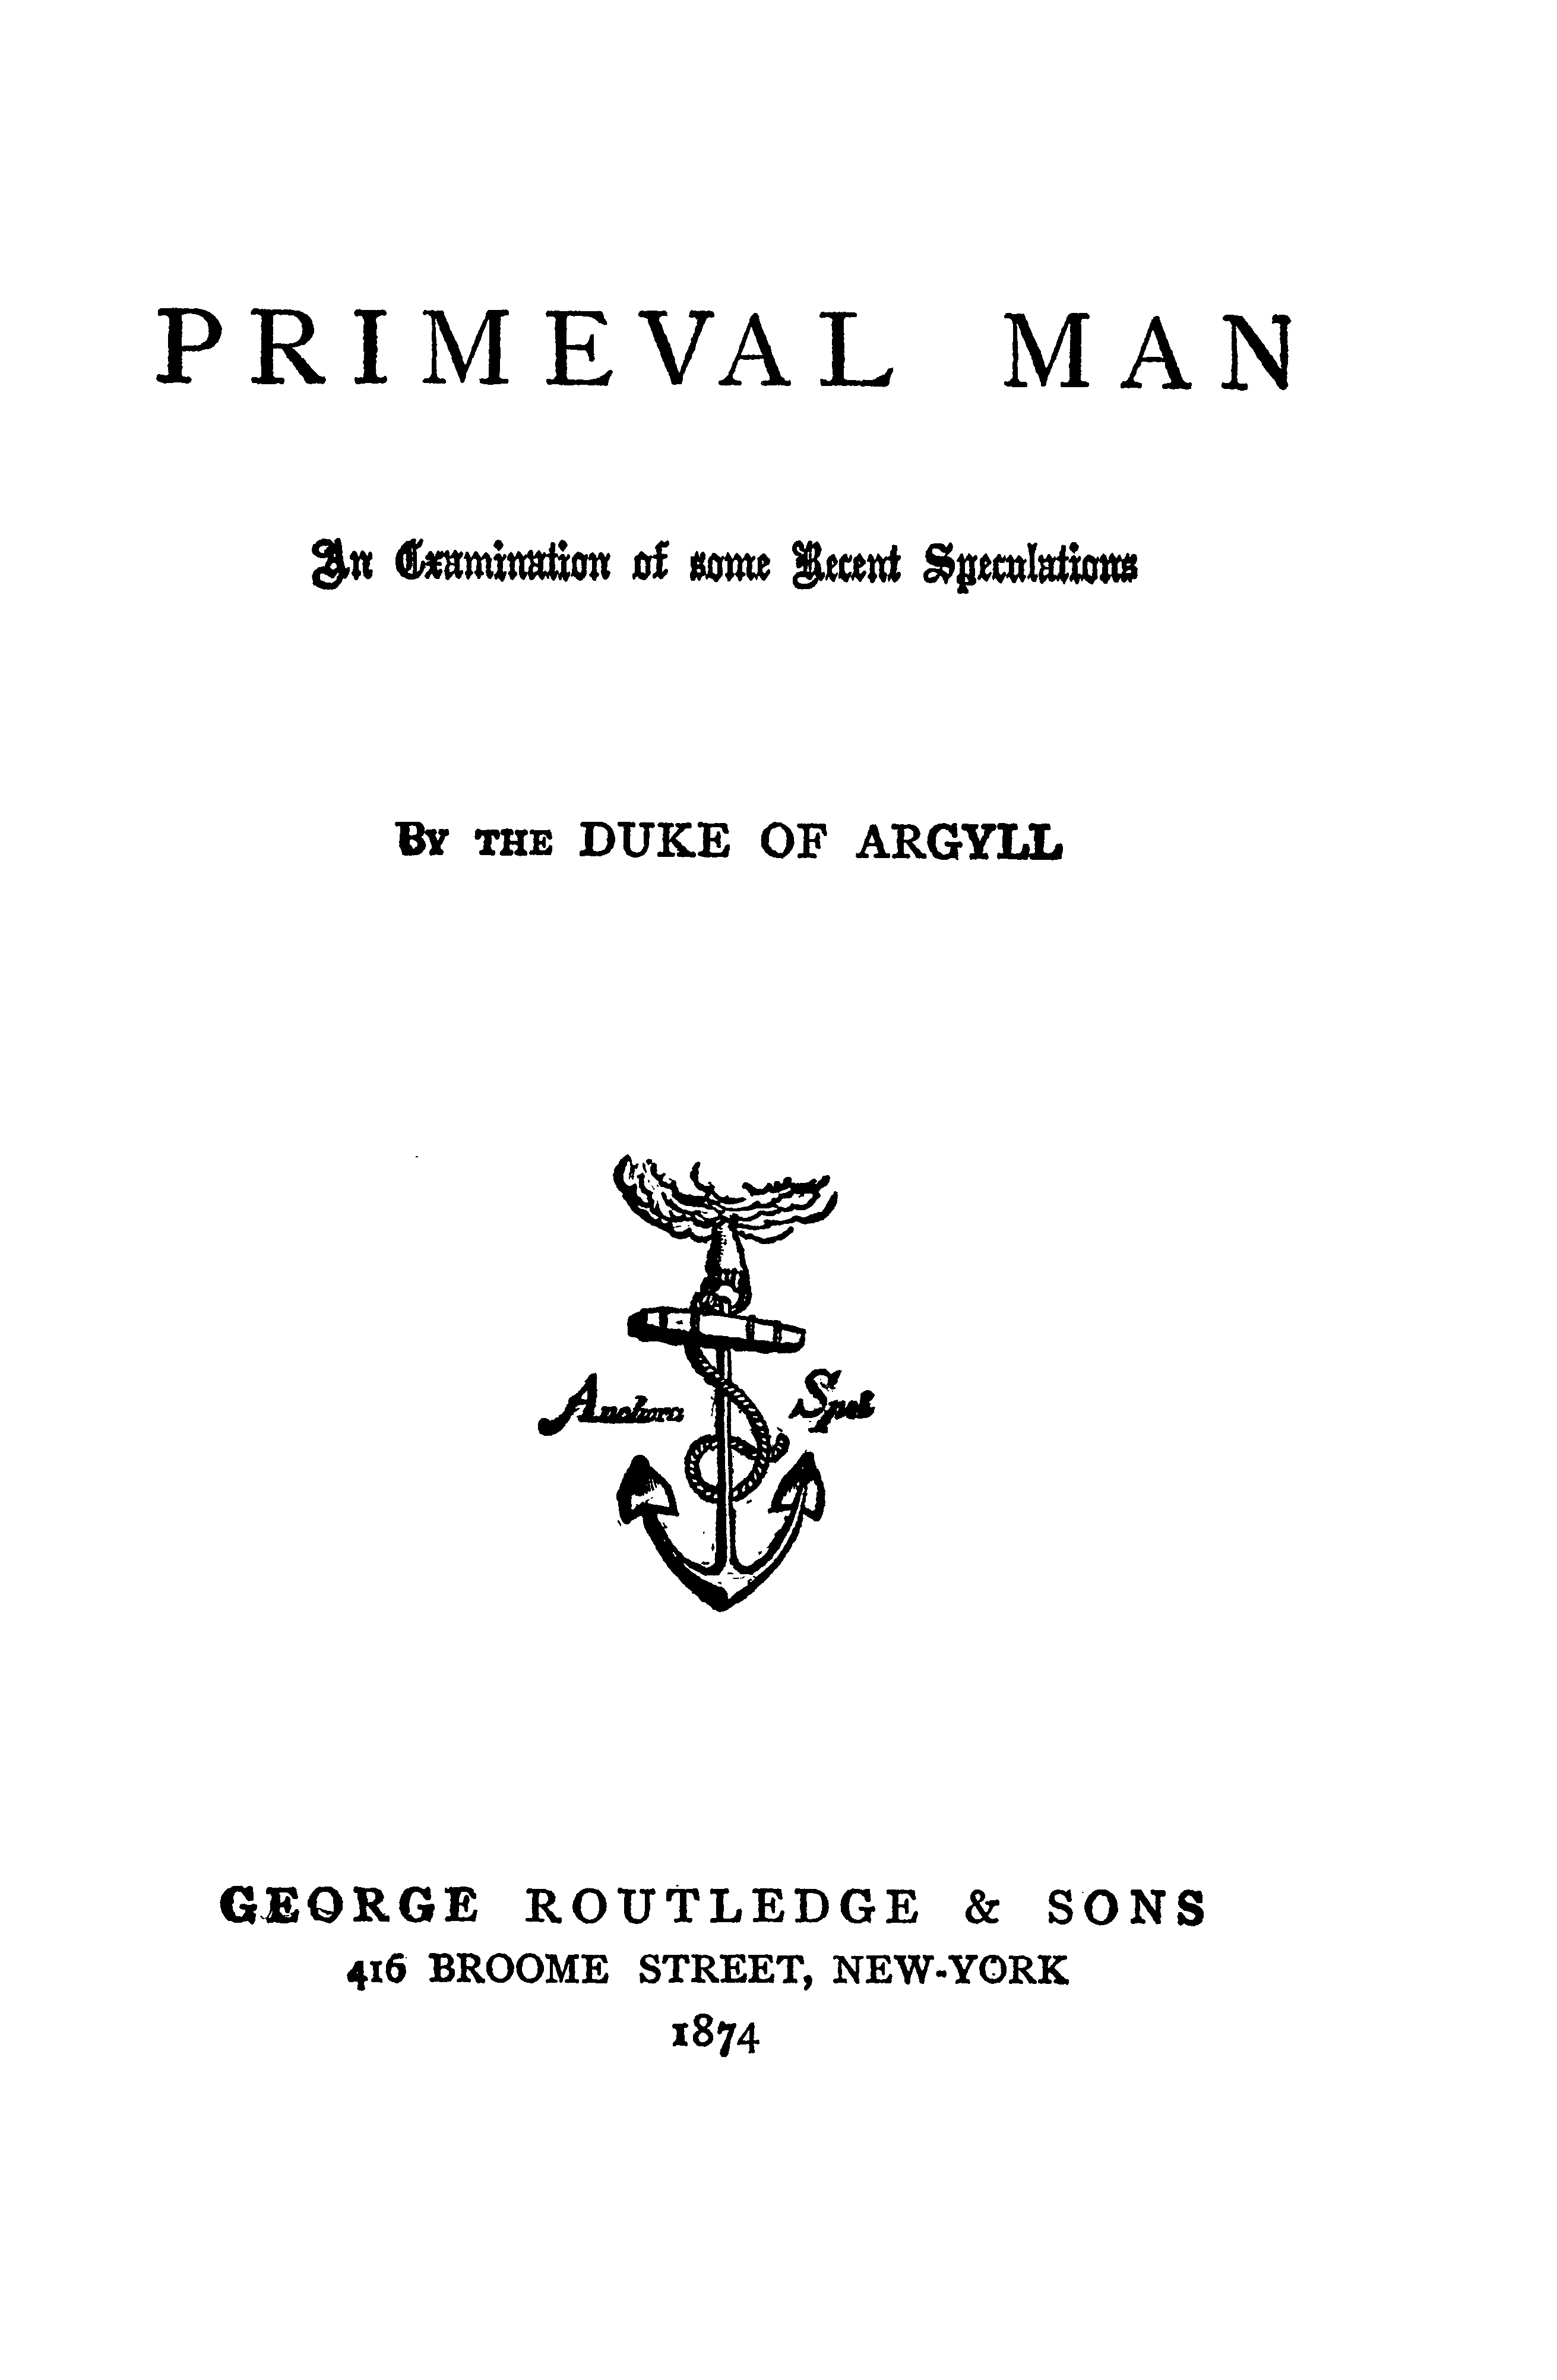 PRIMEVAL MAN
An Examination of some Recent Speculations
BY THE DUKE OF ARGYLL
Anchora Spei
GEORGE ROUTLEDGE & SONS
416 BROOME STREET, NEW-YORK
1874